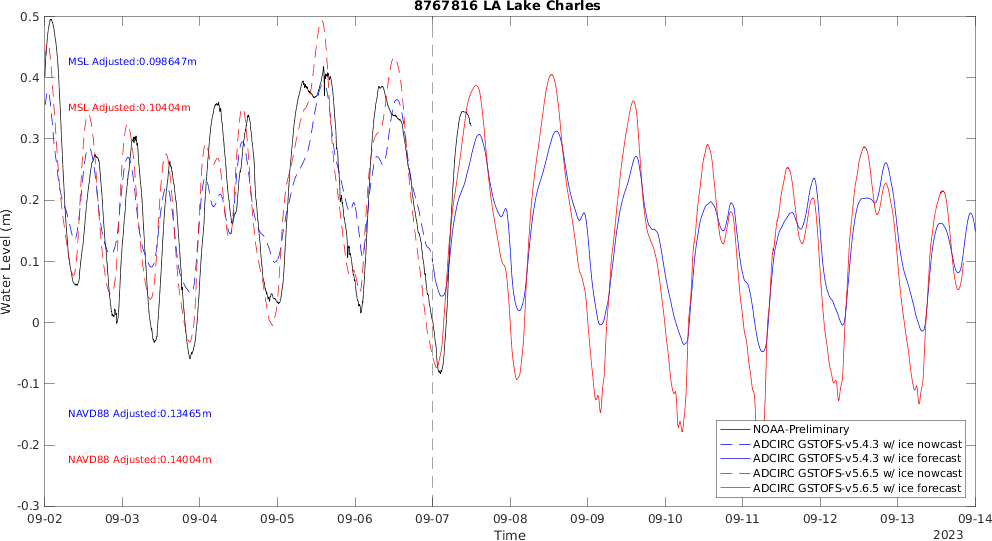 8767816 LA Lake Charles
0.5
0.4
0.3
0.2
0.1
0
-0.1
-0.2
-0.3
Water Level (m)
MSL Adjusted:0.098647m
MSL Adjusted:0.10404m
NAVD88 Adjusted:0.13465m
NAVD88 Adjusted:0.14004m
NOAA-Preliminary
ADCIRC GSTOFS-v5.4.3 w/ ice nowcast
ADCIRC GSTOFS-v5.4.3 w/ ice forecast
ADCIRC GSTOFS-v5.6.5 w/ ice nowcast
ADCIRC GSTOFS-v5.6.5 w/ ice forecast
09-02 09-03 09-04 09-05 09-06 09-07 09-08 09-09 09-10 09-11 09-12 09-13 09-14
Time
2023